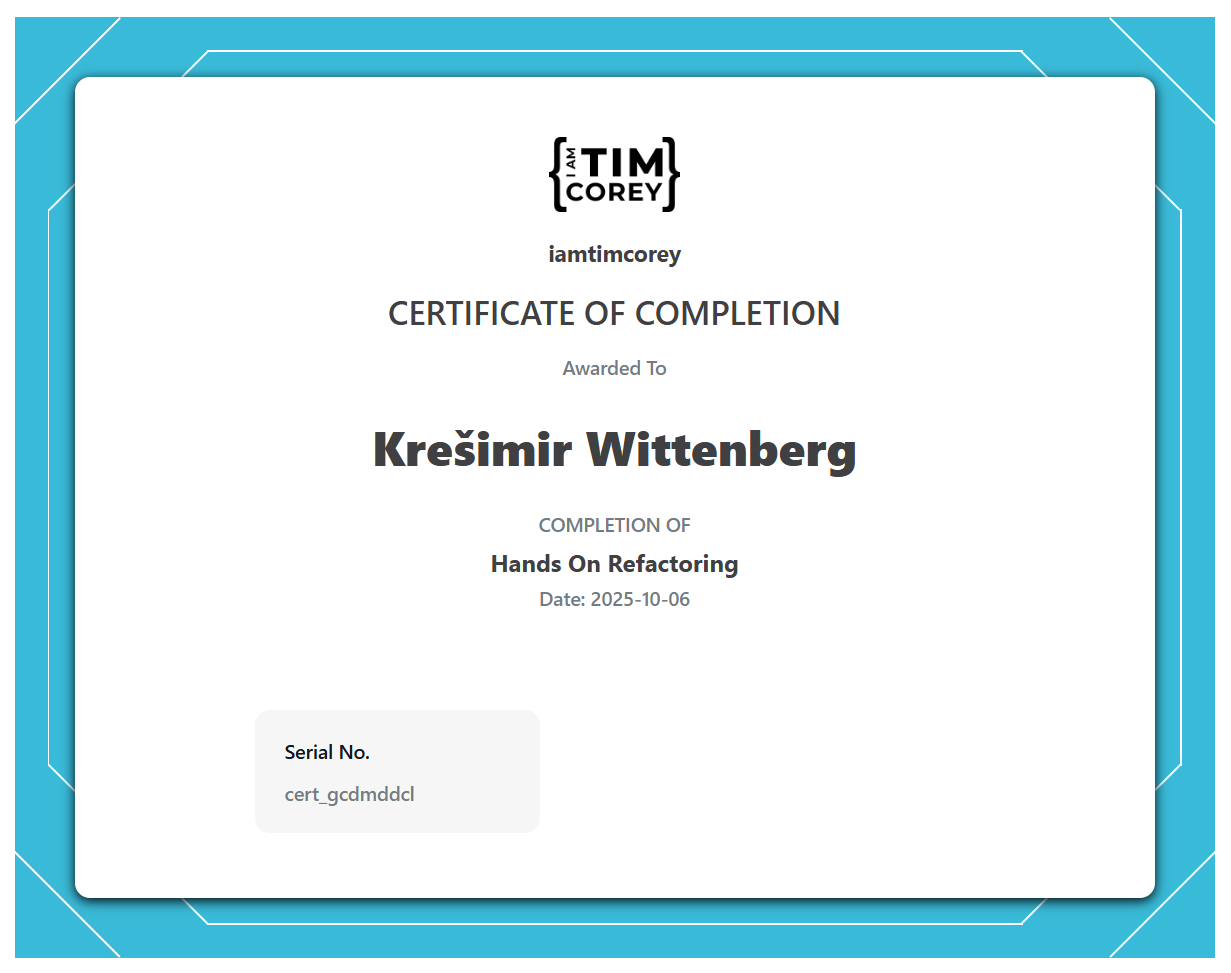 {I AM TIM
COREY}
iamtimcorey
CERTIFICATE OF COMPLETION
Awarded To
Krešimir Wittenberg
COMPLETION OF
Hands On Refactoring
Date: 2025-10-06
Serial No.
cert_gcdmddcl